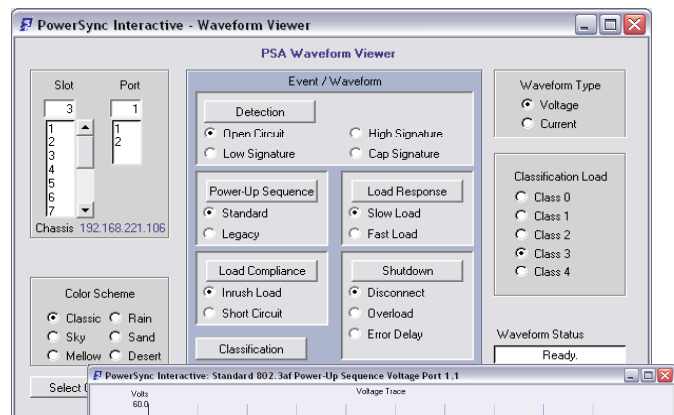 PowerSync Interactive - Waveform Viewer
PSA Waveform Viewer
Slot Port
3 1
1 1
2 2
3
4
5
6
7
Chassis 192.168.221.106
Color Scheme
Classic Rain
Sky Sand
Mellow Desert
Select
Event / Waveform
Detection
Open Circuit High Signature
Low Signature Cap Signature
Power-Up Sequence
Standard
Legacy
Load Response
Slow Load
Fast Load
Load Compliance
Inrush Load
Short Circuit
Shutdown
Disconnect
Overload
Error Delay
Classification
Waveform Type
Voltage
Current
Classification Load
Class 0
Class 1
Class 2
Class 3
Class 4
Waveform Status
Ready.
PowerSync Interactive: Standard 802.3af Power-Up Sequence Voltage Port 1,1
Volts Voltage Trace
60.0